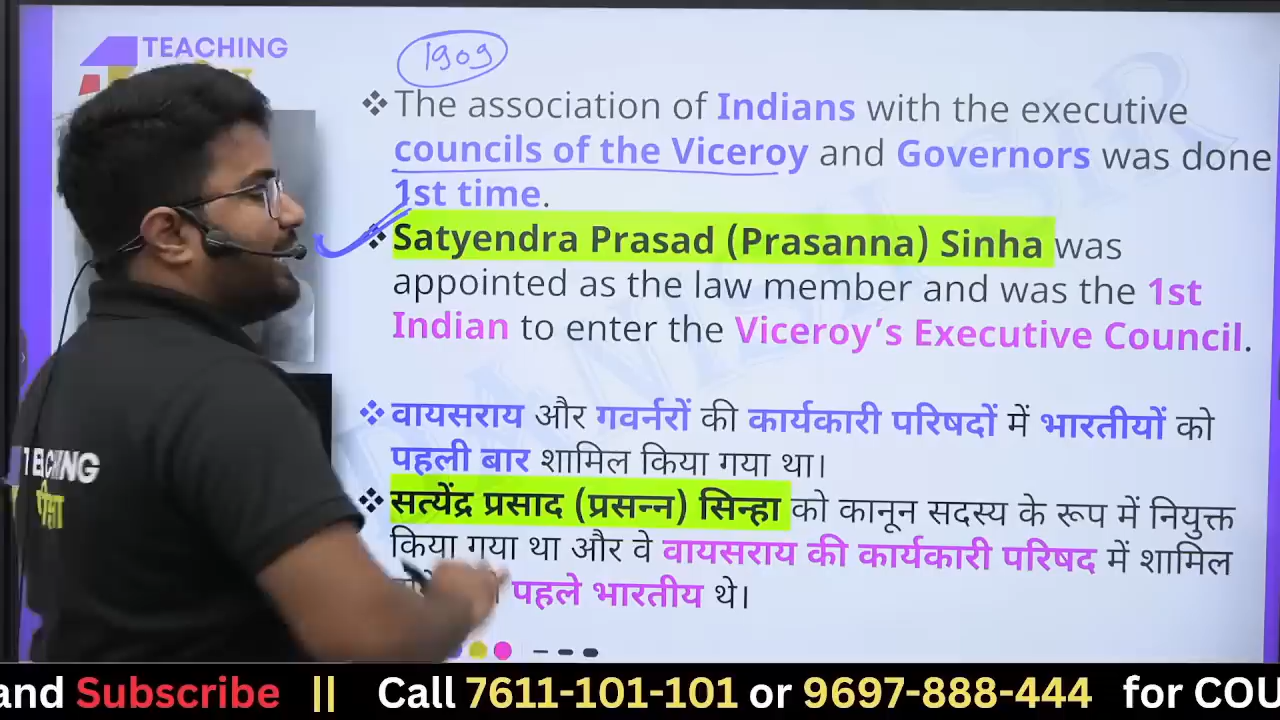 TEACHING
1909
❖ The association of Indians with the executive
councils of the Viceroy and Governors was done
1st time.
❖ Satyendra Prasad (Prasanna) Sinha was
appointed as the law member and was the 1st
Indian to enter the Viceroy's Executive Council.
❖ वायसराय और गवर्नरों की कार्यकारी परिषदों में भारतीयों को
पहली बार शामिल किया गया था।
❖ सत्येंद्र प्रसाद (प्रसन्न) सिन्हा को कानून सदस्य के रूप में नियुक्त
किया गया था और वे वायसराय की कार्यकारी परिषद में शामिल
पहले भारतीय थे।
and Subscribe || Call 7611-101-101 or 9697-888-444 for COU